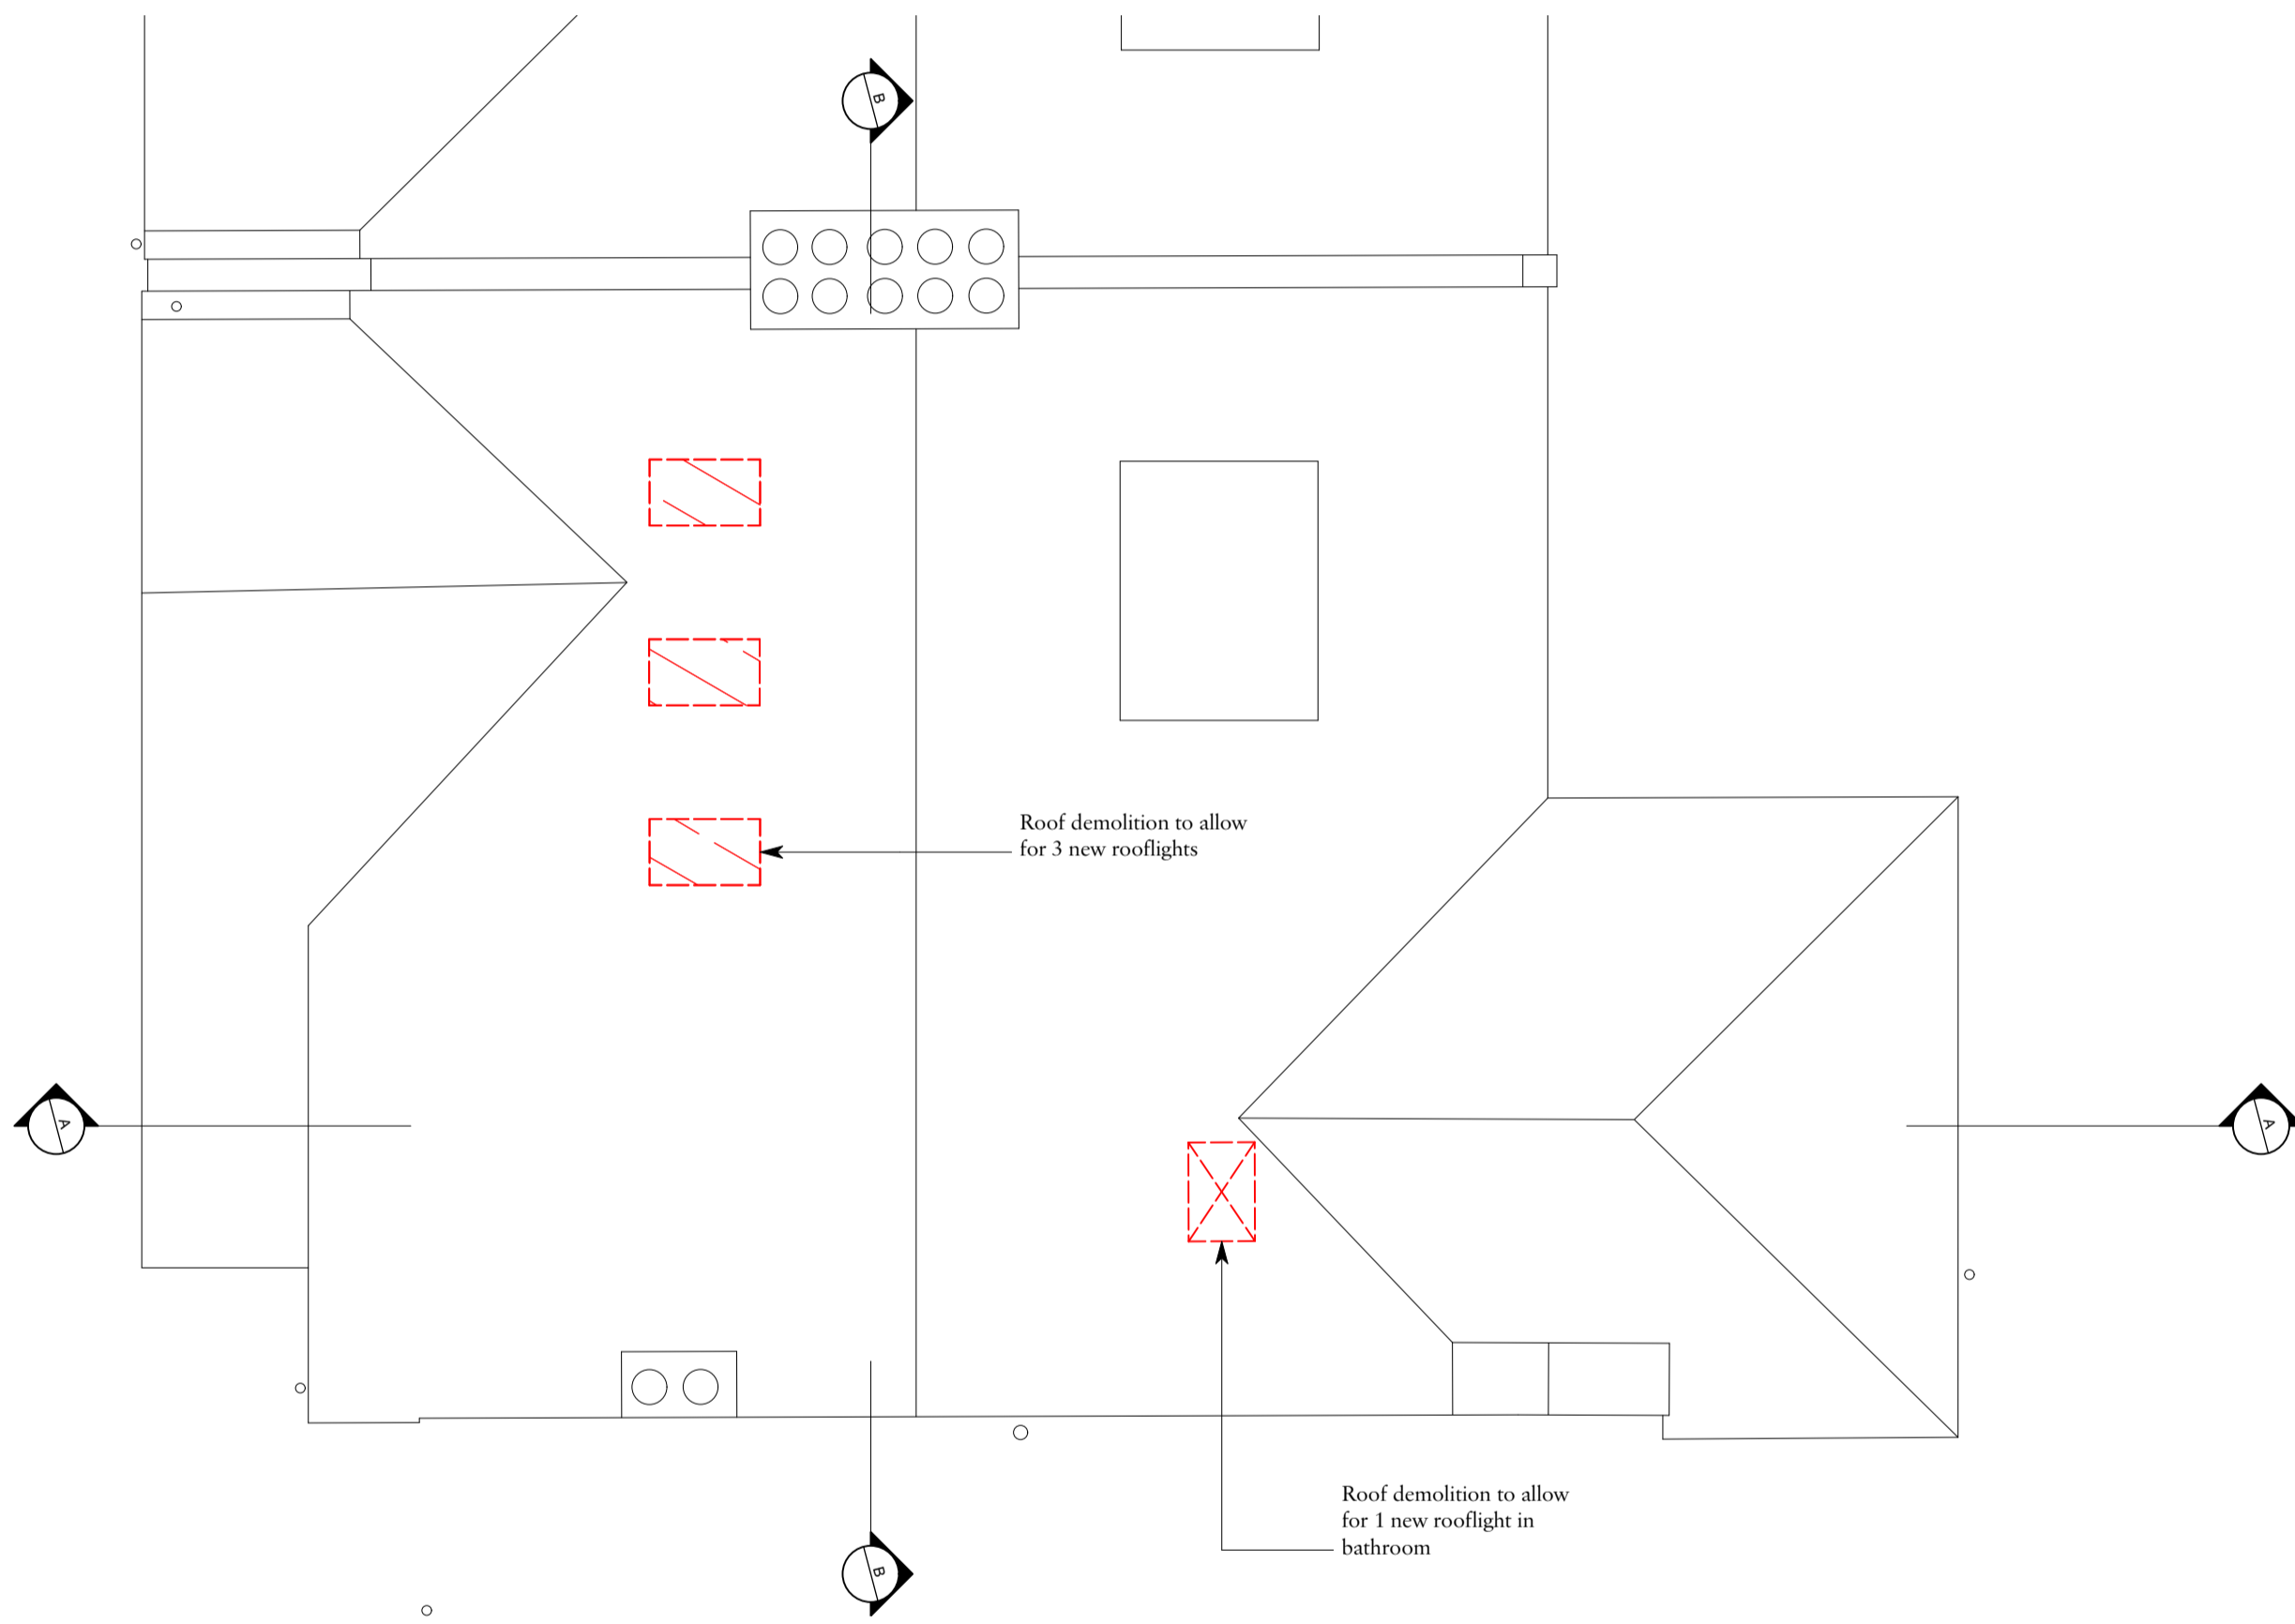 B
Roof demolition to allow
for 3 new rooflights
A
A
Roof demolition to allow
for 1 new rooflight in
bathroom
B